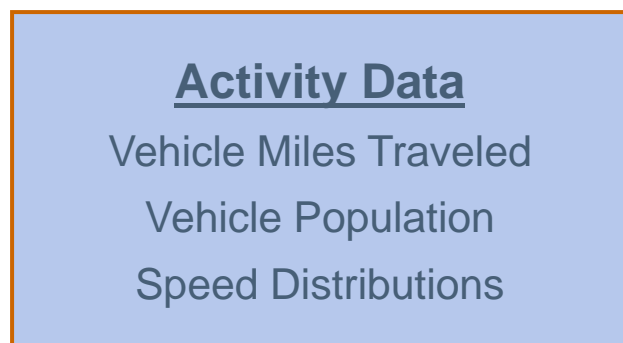 Activity Data
Vehicle Miles Traveled
Vehicle Population
Speed Distributions